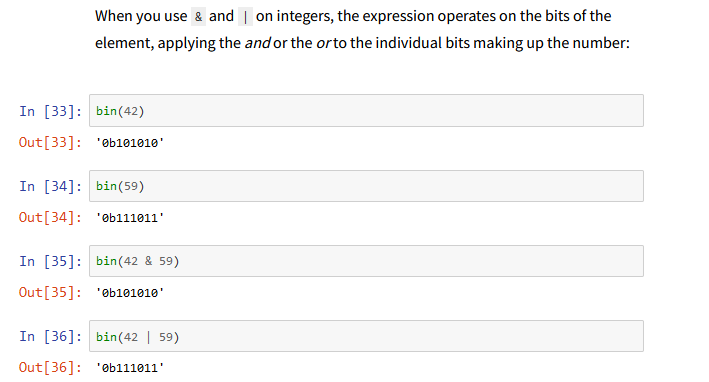 When you use & and | on integers, the expression operates on the bits of the
element, applying the and or the or to the individual bits making up the number:
In [33]: bin(42)
Out[33]: '0b101010'
In [34]: bin(59)
Out[34]: '0b111011'
In [35]: bin(42 & 59)
Out[35]: '0b101010'
In [36]: bin(42 | 59)
Out[36]: '0b111011'